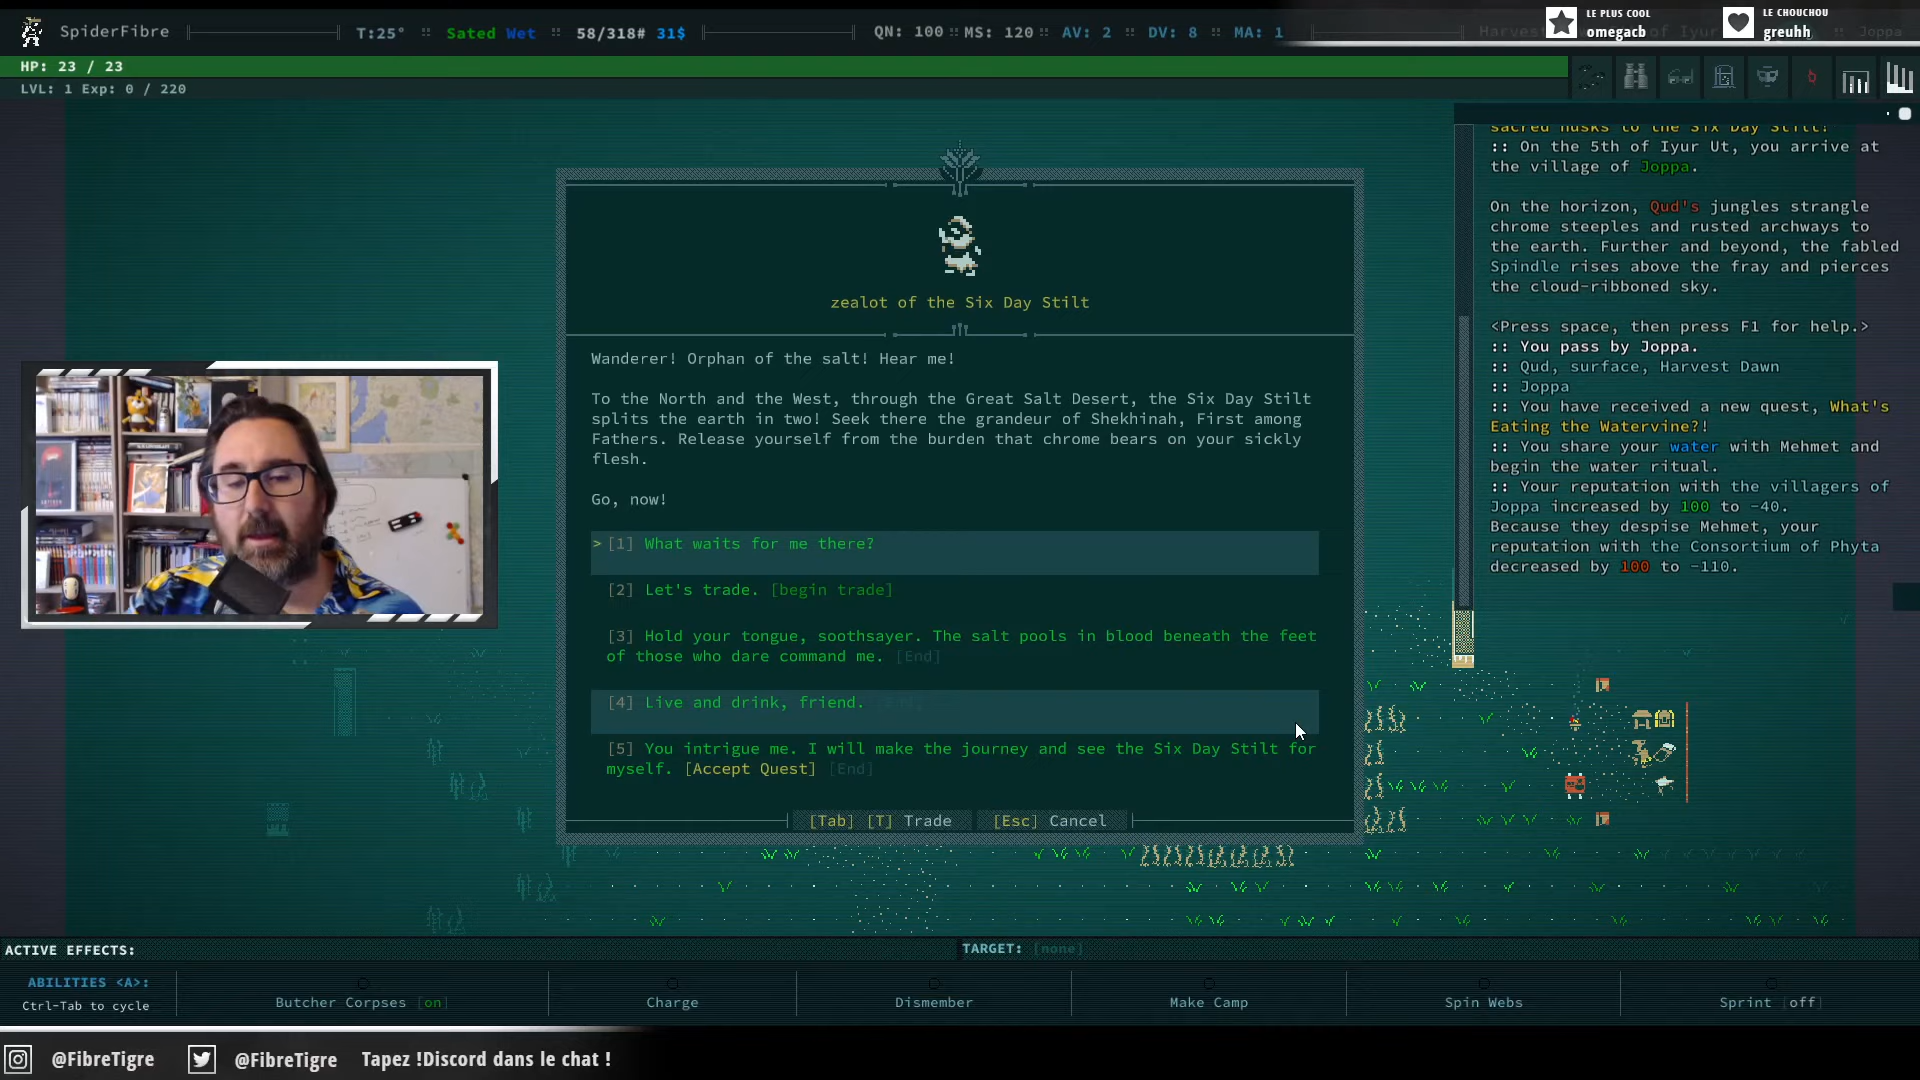 SpiderFibre
T:25° :: Sated Wet :: 58/318# 31$
QN: 100 :: MS: 120 :: AV: 2 :: DV: 8 :: MA: 1
LE PLUS COOL
omegacb
LE CHOUCHOU
greuhh
HP: 23 / 23
LVL: 1 Exp: 0 / 220
sacred husks to the Six Day Stilt!
:: On the 5th of Iyur Ut, you arrive at
the village of Joppa.
On the horizon, Qud's jungles strangle
chrome steeples and rusted archways to
the earth. Further and beyond, the fabled
Spindle rises above the fray and pierces
the cloud-ribboned sky.
<Press space, then press F1 for help.>
:: You pass by Joppa.
:: Qud, surface, Harvest Dawn
:: Joppa
:: You have received a new quest, What's
Eating the Watervine?!
:: You share your water with Mehmet and
begin the water ritual.
:: Your reputation with the villagers of
Joppa increased by 100 to -40.
Because they despise Mehmet, your
reputation with the Consortium of Phyta
decreased by 100 to -110.
zealot of the Six Day Stilt
Wanderer! Orphan of the salt! Hear me!
To the North and the West, through the Great Salt Desert, the Six Day Stilt
splits the earth in two! Seek there the grandeur of Shekhinah, First among
Fathers. Release yourself from the burden that chrome bears on your sickly
flesh.
Go, now!
> [1] What waits for me there?
[2] Let's trade. [begin trade]
[3] Hold your tongue, soothsayer. The salt pools in blood beneath the feet
of those who dare command me. [End]
[4] Live and drink, friend. [End]
[5] You intrigue me. I will make the journey and see the Six Day Stilt for
myself. [Accept Quest] [End]
[Tab] [T] Trade [Esc] Cancel
ACTIVE EFFECTS:
TARGET: [none]
ABILITIES <A>:
Ctrl-Tab to cycle
Butcher Corpses [on]
Charge
Dismember
Make Camp
Spin Webs
Sprint [off]
@FibreTigre
@FibreTigre
Tapez !Discord dans le chat !